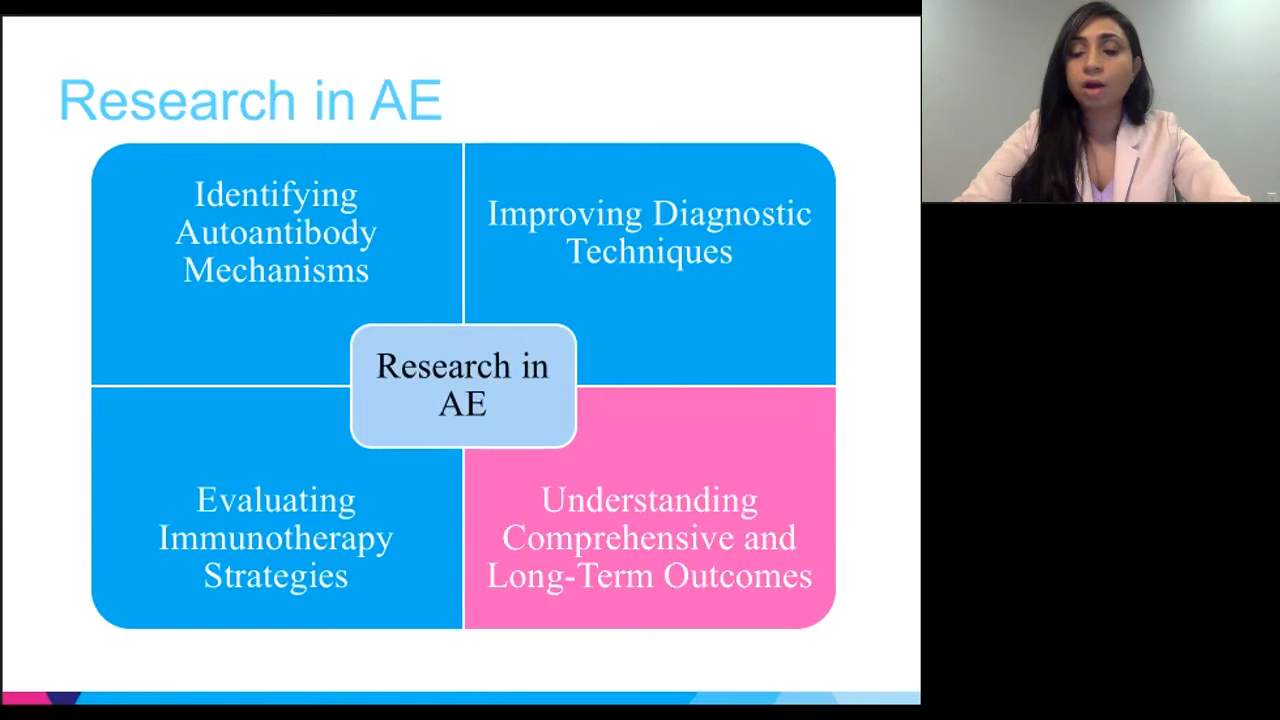 Research in AE
Identifying
Autoantibody
Mechanisms
Improving Diagnostic
Techniques
Research in
AE
Evaluating
Immunotherapy
Strategies
Understanding
Comprehensive and
Long-Term Outcomes